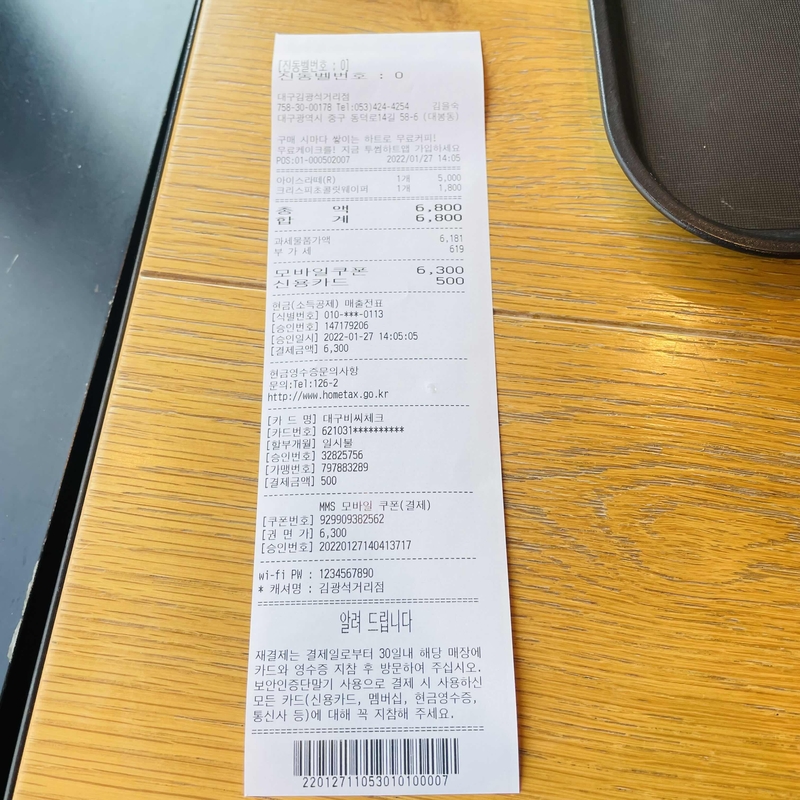 [진동벨번호 : 0]
진동벨번호 : 0
대구김광석거리점
758-30-00178 Tel:053)424-4254 김을숙
대구광역시 중구 동덕로14길 58-6 (대봉동)
구매 시마다 쌓이는 하트로 무료커피!
무료케이크를! 지금 투썸하트앱 가입하세요
POS:01-000502007 2022/01/27 14:05
아이스라떼(R) 1개 5,000
크리스피초콜릿웨이퍼 1개 1,800
총 액 6,800
합 계 6,800
과세물품가액 6,181
부 가 세 619
모바일쿠폰 6,300
신용카드 500
현금(소득공제) 매출전표
[식별번호] 010-***-0113
[승인번호] 147179206
[승인일시] 2022-01-27 14:05:05
[결제금액] 6,300
현금영수증문의사항
문의:Tel:126-2
http://www.hometax.go.kr
[카 드 명] 대구비씨체크
[카드번호] 621031**********
[할부개월] 일시불
[승인번호] 32825756
[가맹번호] 797883289
[결제금액] 500
MMS 모바일 쿠폰(결제)
[쿠폰번호] 929909382562
[권 면 가] 6,300
[승인번호] 20220127140413717
wi-fi PW : 1234567890
* 캐셔명 : 김광석거리점
알려 드립니다
재결제는 결제일로부터 30일내 해당 매장에
카드와 영수증 지참 후 방문하여 주십시오.
보안인증단말기 사용으로 결제 시 사용하신
모든 카드(신용카드, 멤버십, 현금영수증,
통신사 등)에 대해 꼭 지참해 주세요.
22012711053010100007